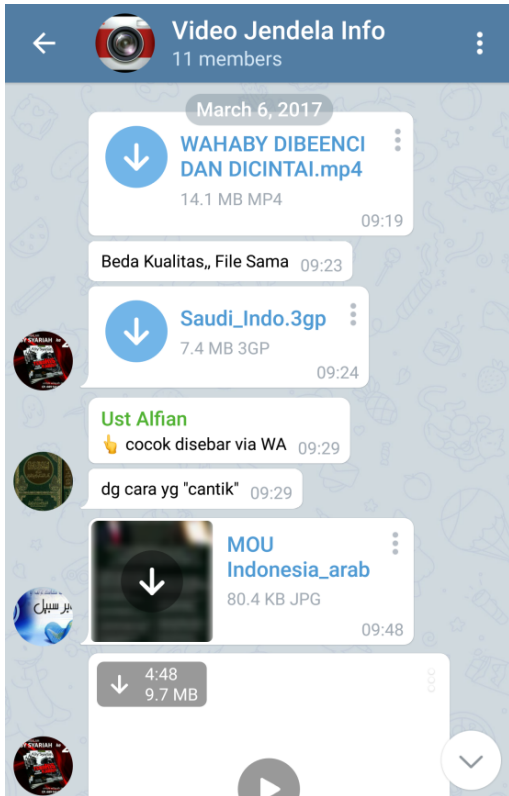 Video Jendela Info
11 members
March 6, 2017
WAHABY DIBEENCI
DAN DICINTAI.mp4
14.1 MB MP4
09:19
Beda Kualitas,, File Sama 09:23
Saudi_Indo.3gp
7.4 MB 3GP
09:24
Ust Alfian
👆 cocok disebar via WA 09:29
dg cara yg "cantik" 09:29
MOU
Indonesia_arab
80.4 KB JPG
09:48
4:48
9.7 MB